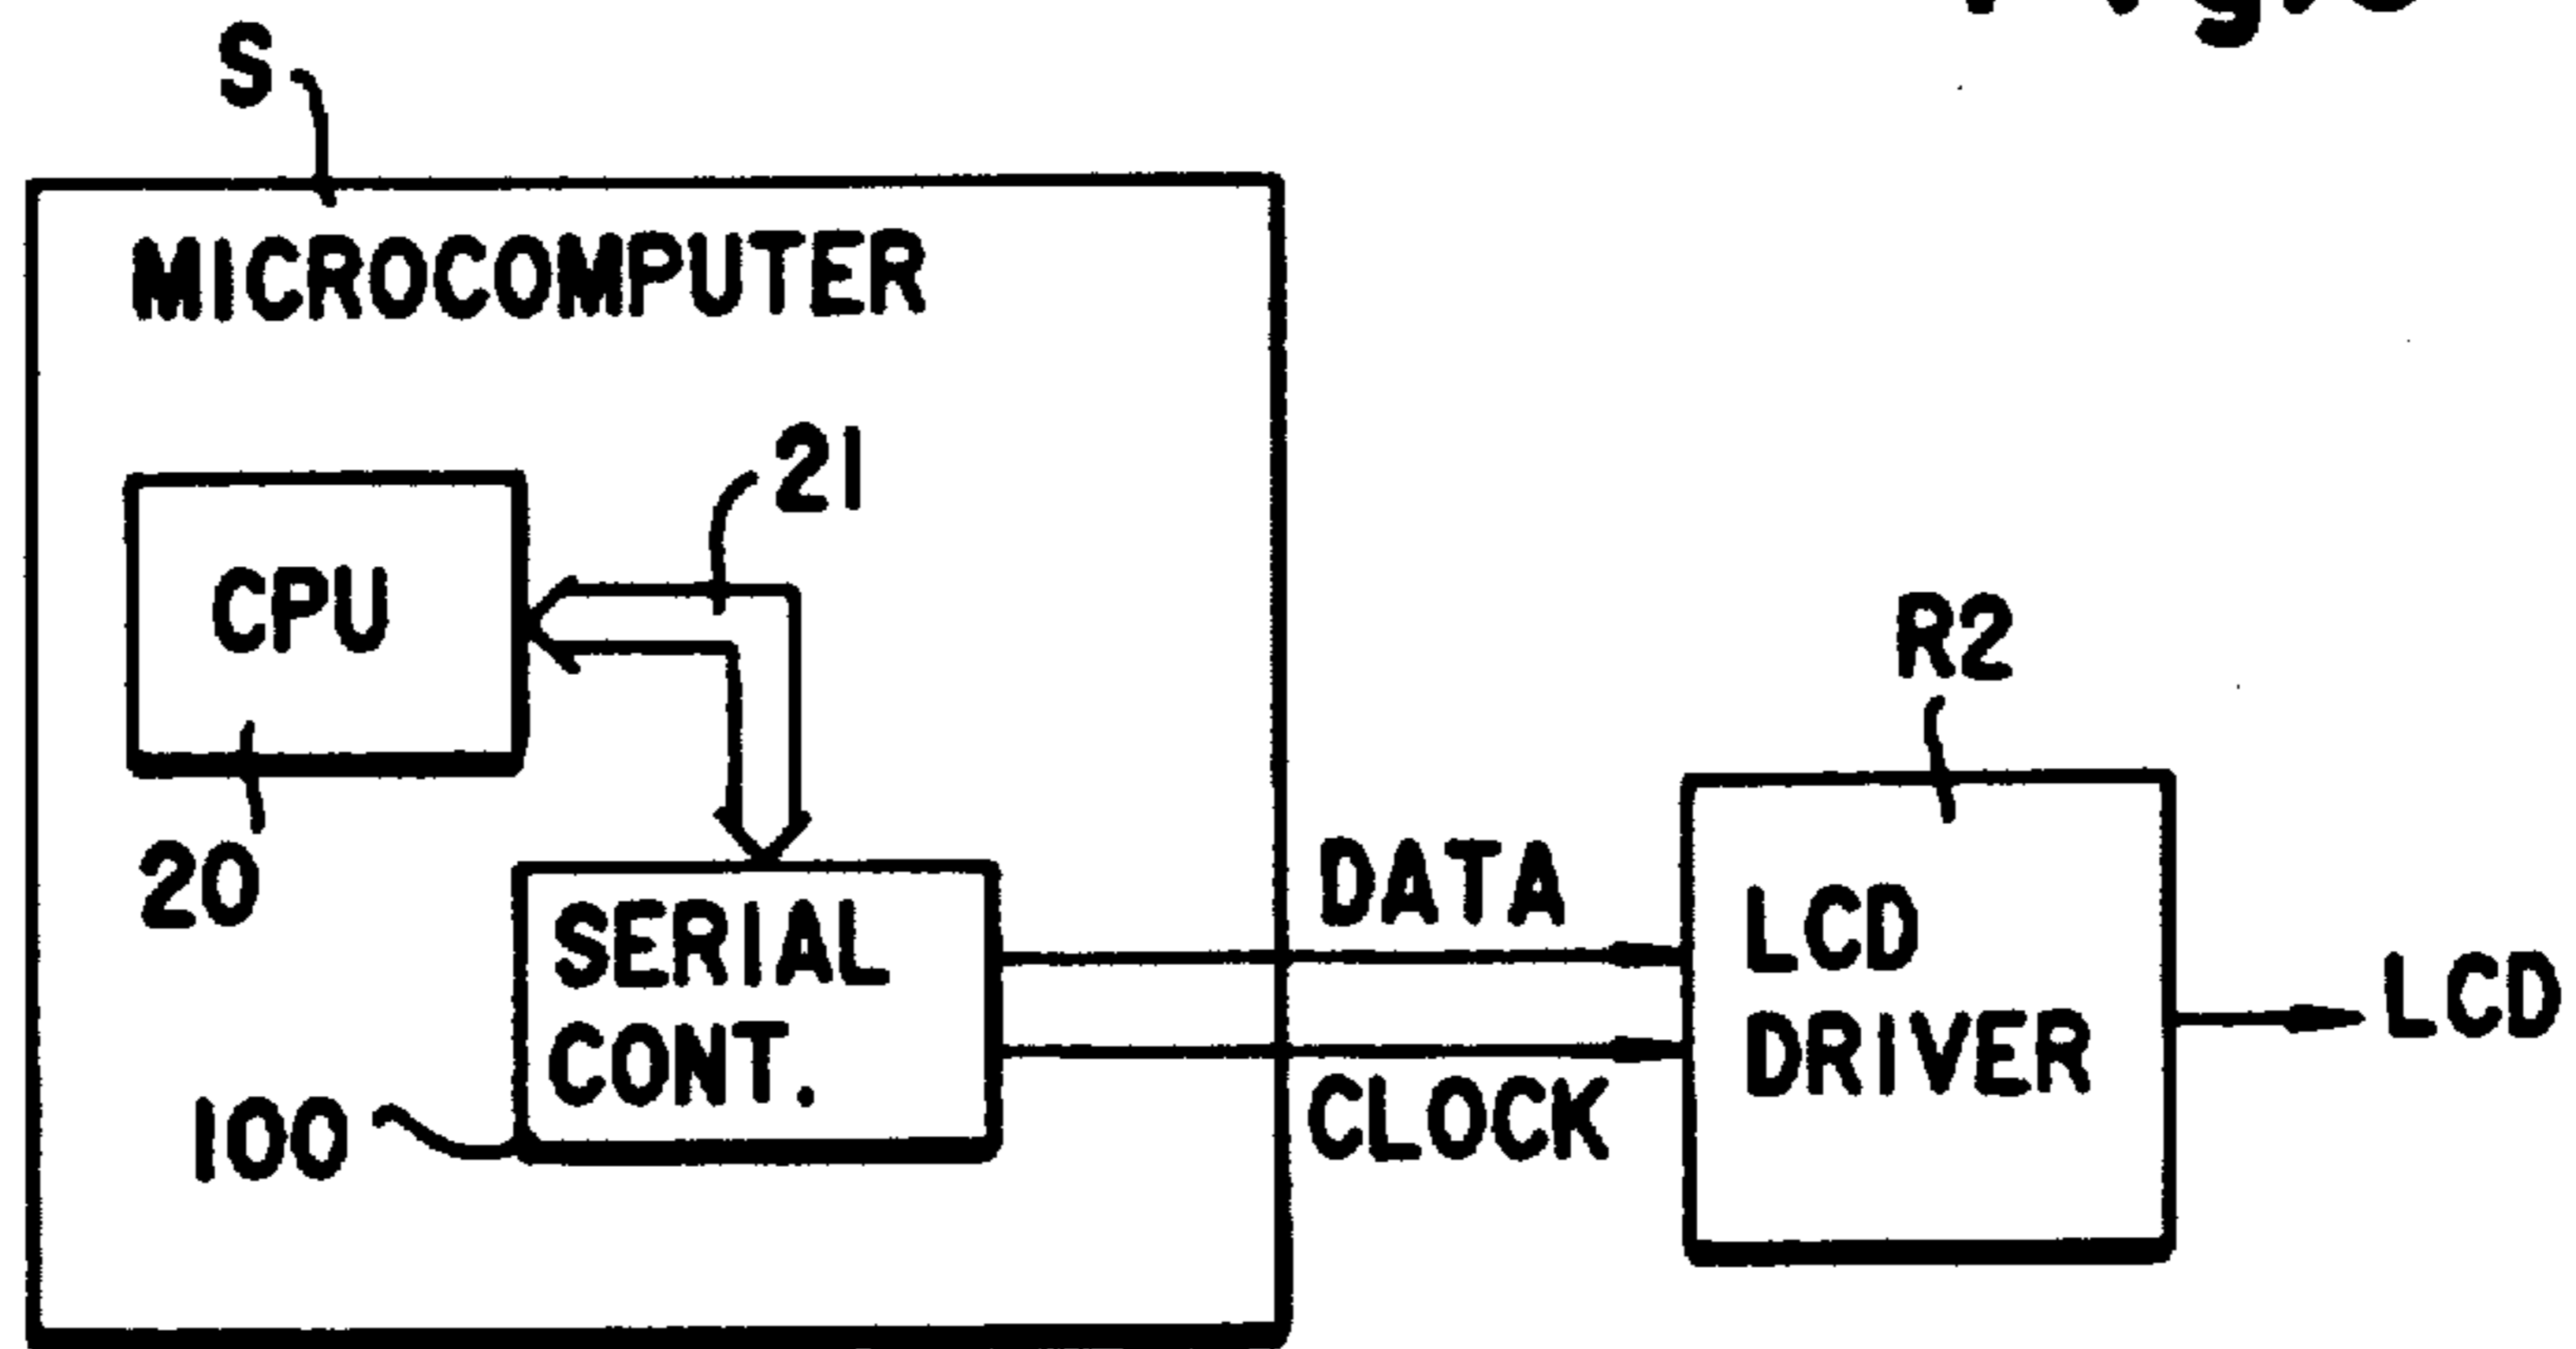 S
MICROCOMPUTER
21
CPU
20
R2
DATA
SERIAL
CONT.
LCD
DRIVER
LCD
CLOCK
100